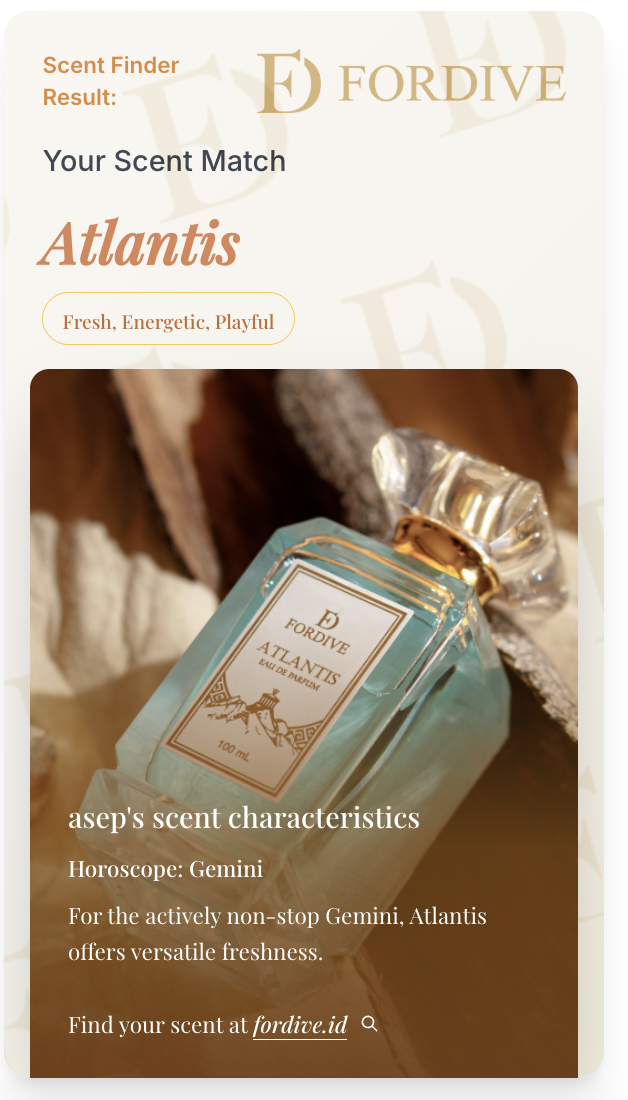 Scent Finder
Result:
FD FORDIVE
Your Scent Match
Atlantis
Fresh, Energetic, Playful
FD
FORDIVE
ATLANTIS
EAU DE PARFUM
100 mL
asep's scent characteristics
Horoscope: Gemini
For the actively non-stop Gemini, Atlantis
offers versatile freshness.
Find your scent at fordive.id